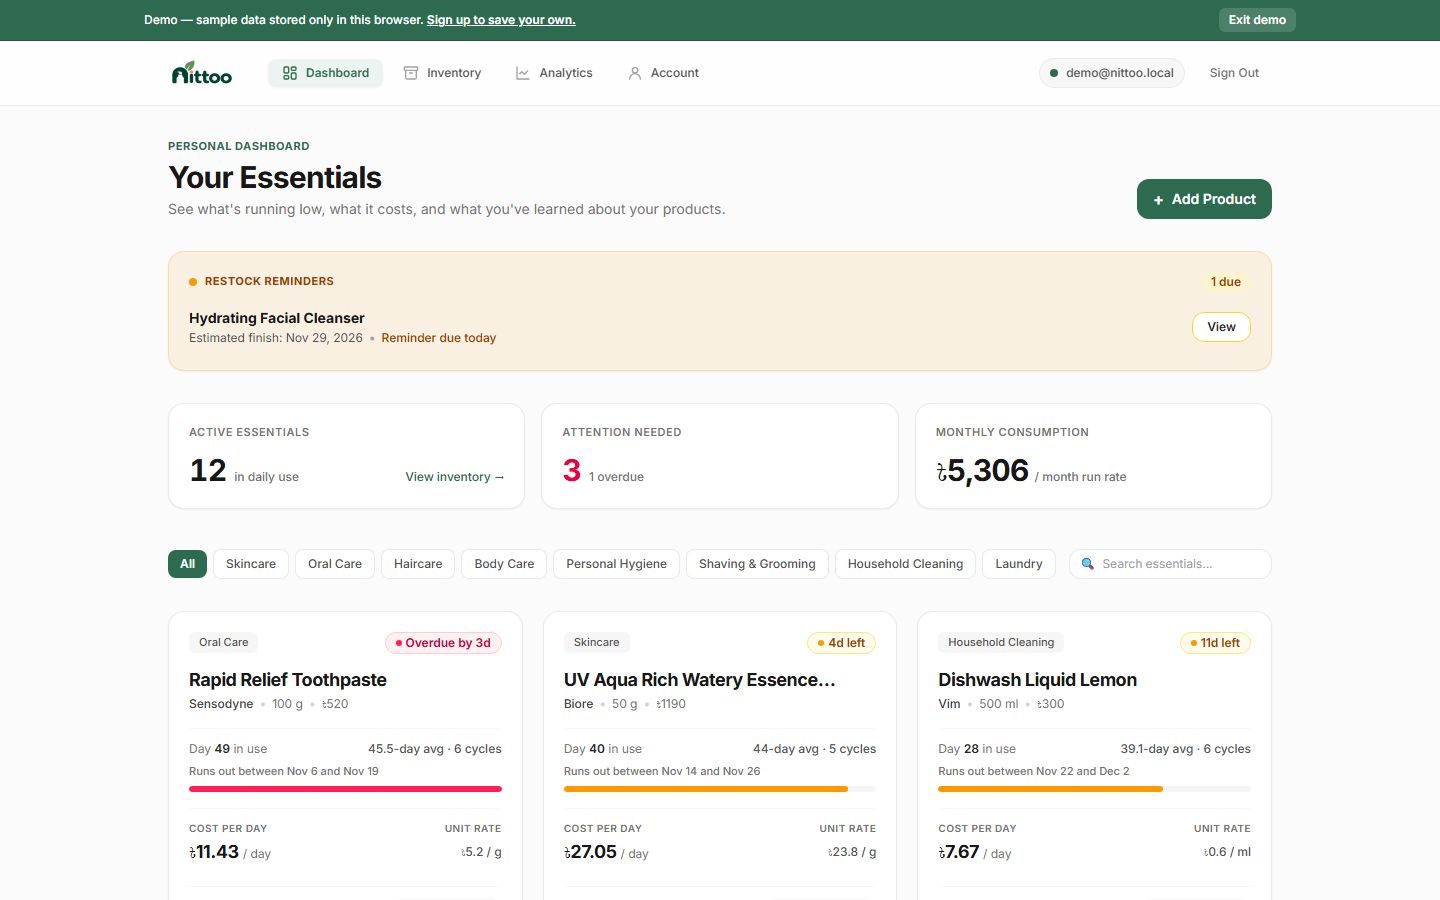 Demo — sample data stored only in this browser. Sign up to save your own.
Exit demo
Nittoo
Dashboard
Inventory
Analytics
Account
demo@nittoo.local
Sign Out
PERSONAL DASHBOARD
Your Essentials
See what's running low, what it costs, and what you've learned about your products.
+ Add Product
RESTOCK REMINDERS
1 due
Hydrating Facial Cleanser
Estimated finish: Nov 29, 2026 • Reminder due today
View
ACTIVE ESSENTIALS
12 in daily use
View inventory →
ATTENTION NEEDED
3 1 overdue
MONTHLY CONSUMPTION
৳5,306 / month run rate
All
Skincare
Oral Care
Haircare
Body Care
Personal Hygiene
Shaving & Grooming
Household Cleaning
Laundry
Search essentials...
Oral Care
Overdue by 3d
Rapid Relief Toothpaste
Sensodyne • 100 g • ৳520
Day 49 in use
45.5-day avg · 6 cycles
Runs out between Nov 6 and Nov 19
COST PER DAY
UNIT RATE
৳11.43 / day
৳5.2 / g
Skincare
4d left
UV Aqua Rich Watery Essence...
Biore • 50 g • ৳1190
Day 40 in use
44-day avg · 5 cycles
Runs out between Nov 14 and Nov 26
COST PER DAY
UNIT RATE
৳27.05 / day
৳23.8 / g
Household Cleaning
11d left
Dishwash Liquid Lemon
Vim • 500 ml • ৳300
Day 28 in use
39.1-day avg · 6 cycles
Runs out between Nov 22 and Dec 2
COST PER DAY
UNIT RATE
৳7.67 / day
৳0.6 / ml